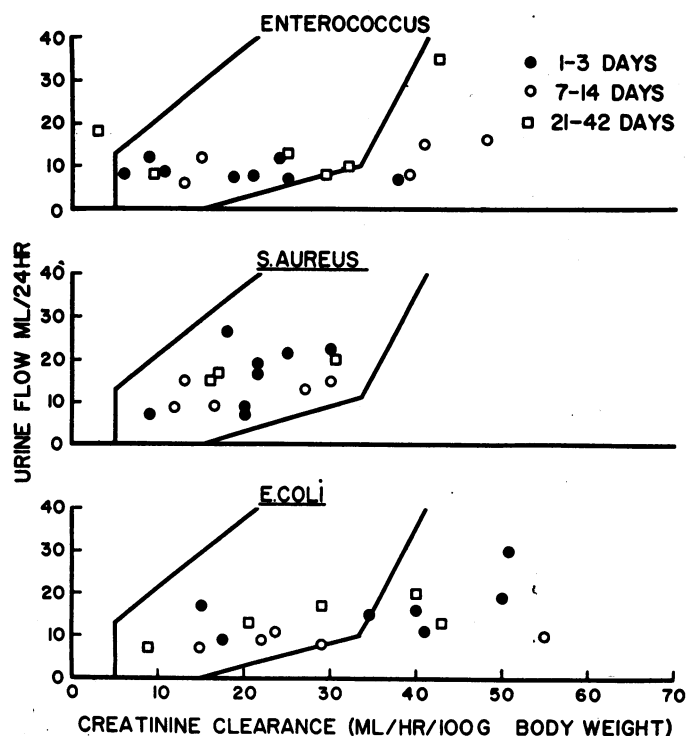 ENTEROCOCCUS
40
30
20
10
0
1-3 DAYS
7-14 DAYS
21-42 DAYS
S.AUREUS
40
30
20
10
0
URINE FLOW ML/24HR
E.COLI
40
30
20
10
0
0 10 20 30 40 50 60 70
CREATININE CLEARANCE (ML/HR/100G BODY WEIGHT)